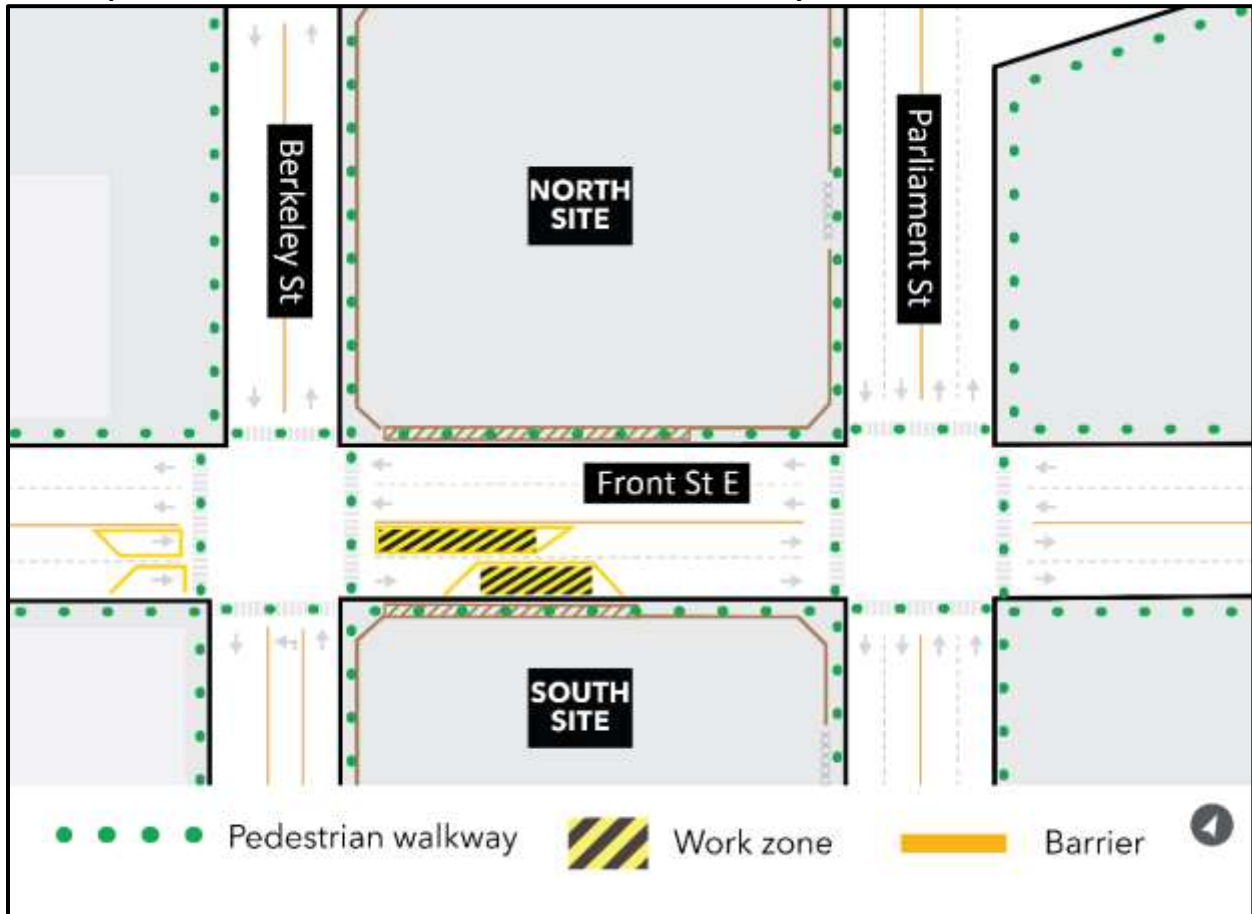 Berkeley St
NORTH
SITE
Parliament St
Front St E
SOUTH
SITE
Pedestrian walkway
Work zone
Barrier